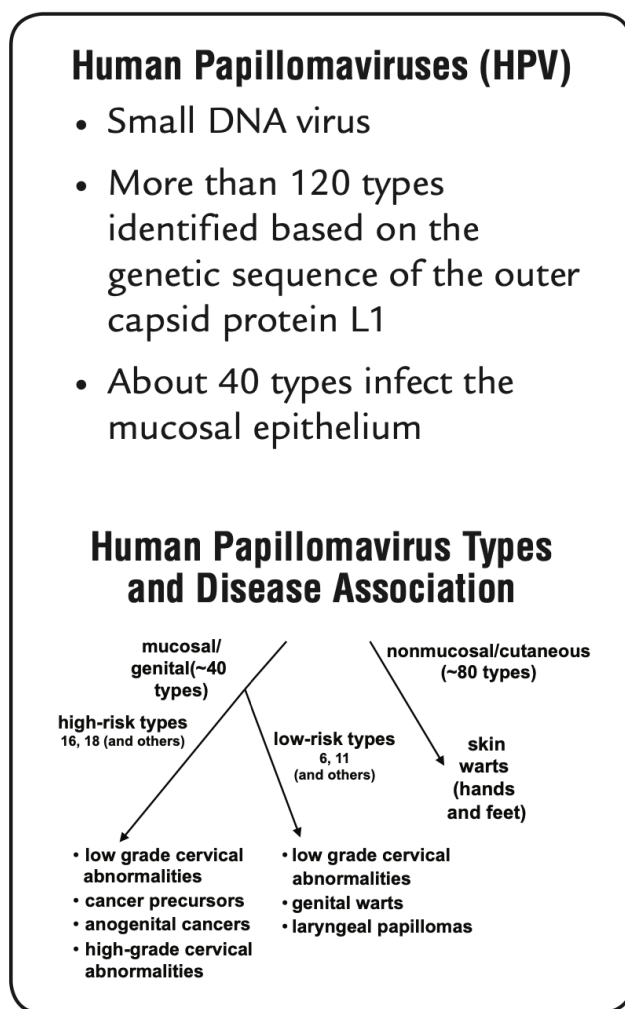 Human Papillomaviruses (HPV)
• Small DNA virus
• More than 120 types
identified based on the
genetic sequence of the outer
capsid protein L1
• About 40 types infect the
mucosal epithelium
Human Papillomavirus Types
and Disease Association
mucosal/
genital(~40
types)
high-risk types
16, 18 (and others)
• low grade cervical
abnormalities
• cancer precursors
• anogenital cancers
• high-grade cervical
abnormalities
low-risk types
6, 11
(and others)
• low grade cervical
abnormalities
• genital warts
• laryngeal papillomas
nonmucosal/cutaneous
(~80 types)
skin
warts
(hands
and feet)